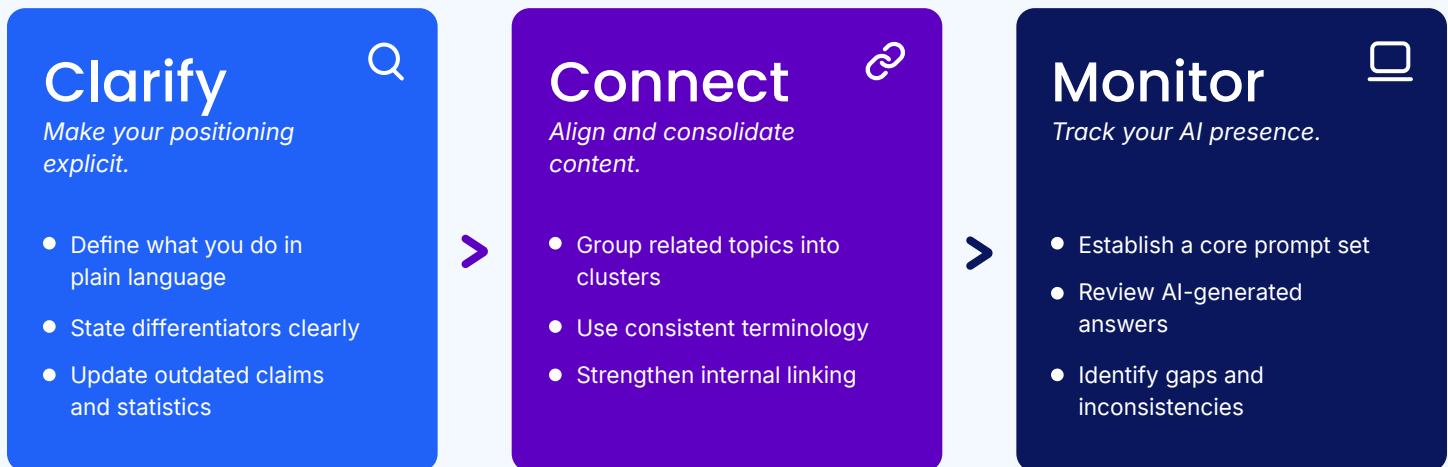 Clarify
Make your positioning
explicit.
Define what you do in
plain language
State differentiators clearly
Update outdated claims
and statistics
Connect
Align and consolidate
content.
Group related topics into
clusters
Use consistent terminology
Strengthen internal linking
Monitor
Track your AI presence.
Establish a core prompt set
Review AI-generated
answers
Identify gaps and
inconsistencies